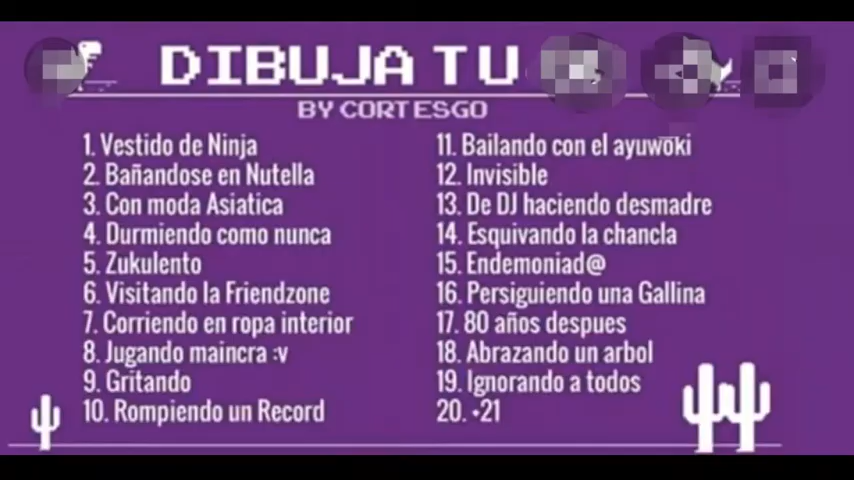 DIBUJA TU
BY CORTESGO
1. Vestido de Ninja
2. Bañandose en Nutella
3. Con moda Asiatica
4. Durmiendo como nunca
5. Zukulento
6. Visitando la Friendzone
7. Corriendo en ropa interior
8. Jugando maincra :v
9. Gritando
10. Rompiendo un Record
11. Bailando con el ayuwoki
12. Invisible
13. De DJ haciendo desmadre
14. Esquivando la chancla
15. Endemoniad@
16. Persiguiendo una Gallina
17. 80 años despues
18. Abrazando un arbol
19. Ignorando a todos
20. +21